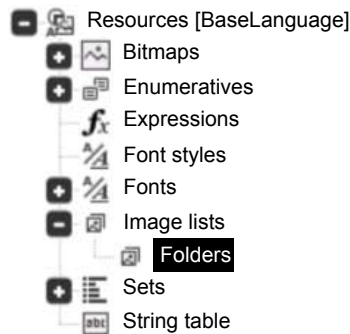 Resources [BaseLanguage]
Bitmaps
Enumeratives
Expressions
Font styles
Fonts
Image lists
Folders
Sets
String table